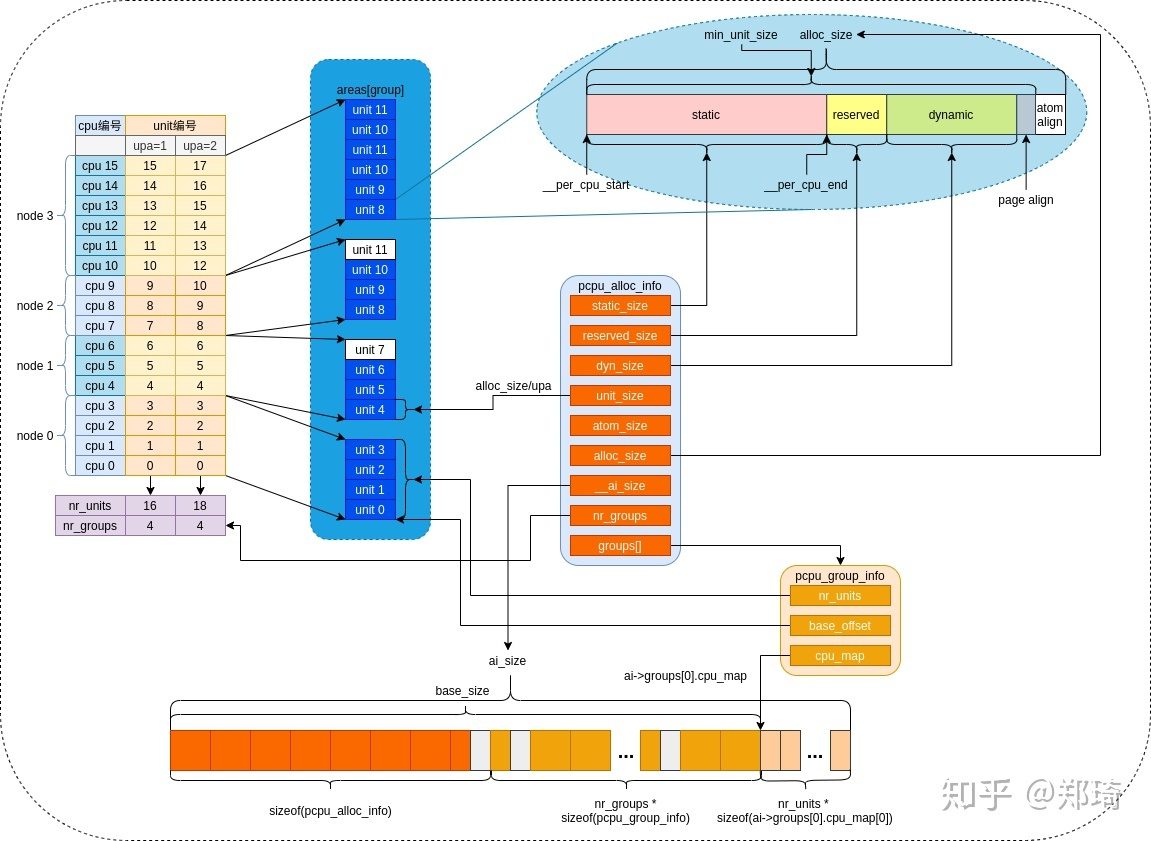 min_unit_size
alloc_size
static
reserved
dynamic
atom
align
__per_cpu_start
__per_cpu_end
page align
cpu编号
unit编号
upa=1
upa=2
cpu 15
15
17
cpu 14
14
16
cpu 13
13
15
cpu 12
12
14
cpu 11
11
13
cpu 10
10
12
cpu 9
9
10
cpu 8
8
9
cpu 7
7
8
cpu 6
6
6
cpu 5
5
5
cpu 4
4
4
cpu 3
3
3
cpu 2
2
2
cpu 1
1
1
cpu 0
0
0
node 3
node 2
node 1
node 0
nr_units
16
18
nr_groups
4
4
areas[group]
unit 11
unit 10
unit 11
unit 10
unit 9
unit 8
unit 11
unit 10
unit 9
unit 8
unit 7
unit 6
unit 5
unit 4
unit 3
unit 2
unit 1
unit 0
alloc_size/upa
pcpu_alloc_info
static_size
reserved_size
dyn_size
unit_size
atom_size
alloc_size
__ai_size
nr_groups
groups[]
pcpu_group_info
nr_units
base_offset
cpu_map
ai_size
base_size
ai->groups[0].cpu_map
...
...
sizeof(pcpu_alloc_info)
nr_groups *
sizeof(pcpu_group_info)
nr_units *
sizeof(ai->groups[0].cpu_map[0])
知乎 @郑琦